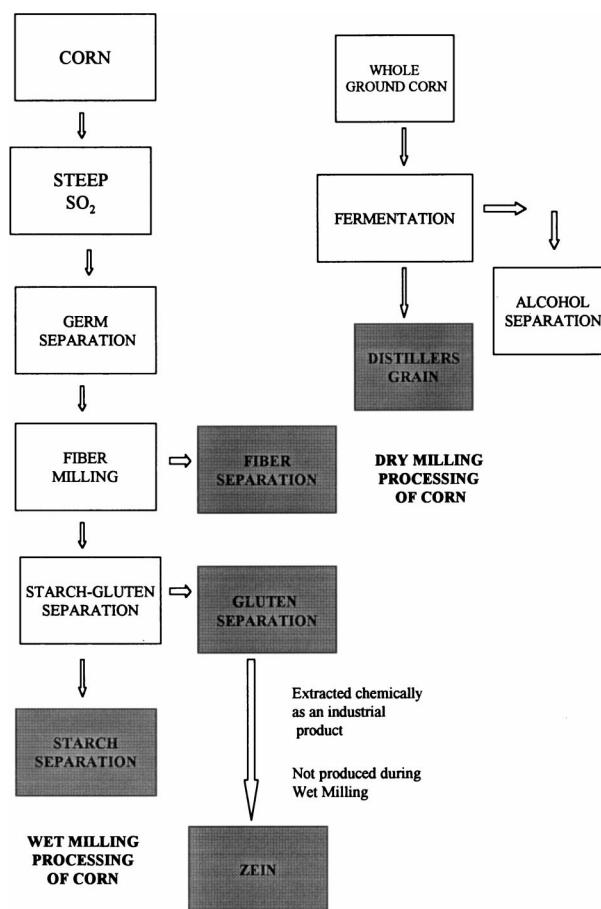 CORN
STEEP
SO₂
GERM
SEPARATION
FIBER
MILLING
FIBER
SEPARATION
STARCH-GLUTEN
SEPARATION
GLUTEN
SEPARATION
STARCH
SEPARATION
Extracted chemically
as an industrial
product
Not produced during
Wet Milling
ZEIN
WET MILLING
PROCESSING
OF CORN
WHOLE
GROUND CORN
FERMENTATION
ALCOHOL
SEPARATION
DISTILLERS
GRAIN
DRY MILLING
PROCESSING
OF CORN